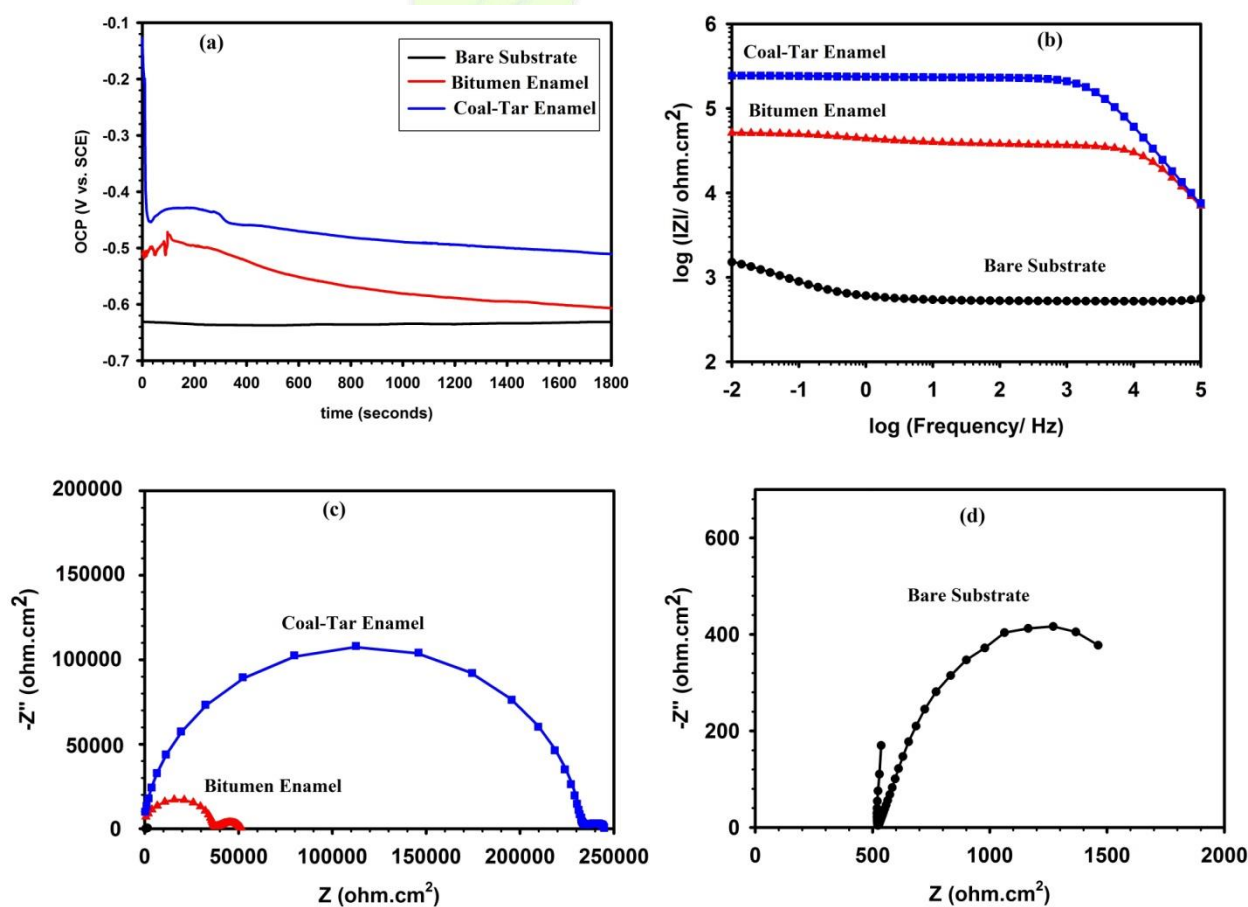 (a)
Bare Substrate
Bitumen Enamel
Coal-Tar Enamel
-0.1
-0.2
-0.3
-0.4
-0.5
-0.6
-0.7
OCP (V vs. SCE)
0 200 400 600 800 1000 1200 1400 1600 1800
time (seconds)
(b)
Coal-Tar Enamel
Bitumen Enamel
Bare Substrate
6
5
4
3
2
log (IZI/ ohm.cm2)
-2 -1 0 1 2 3 4 5
log (Frequency/ Hz)
(c)
Coal-Tar Enamel
Bitumen Enamel
200000
150000
100000
50000
0
-Z" (ohm.cm2)
0 50000 100000 150000 200000 250000
Z (ohm.cm2)
(d)
Bare Substrate
600
400
200
0
-Z" (ohm.cm2)
0 500 1000 1500 2000
Z (ohm.cm2)